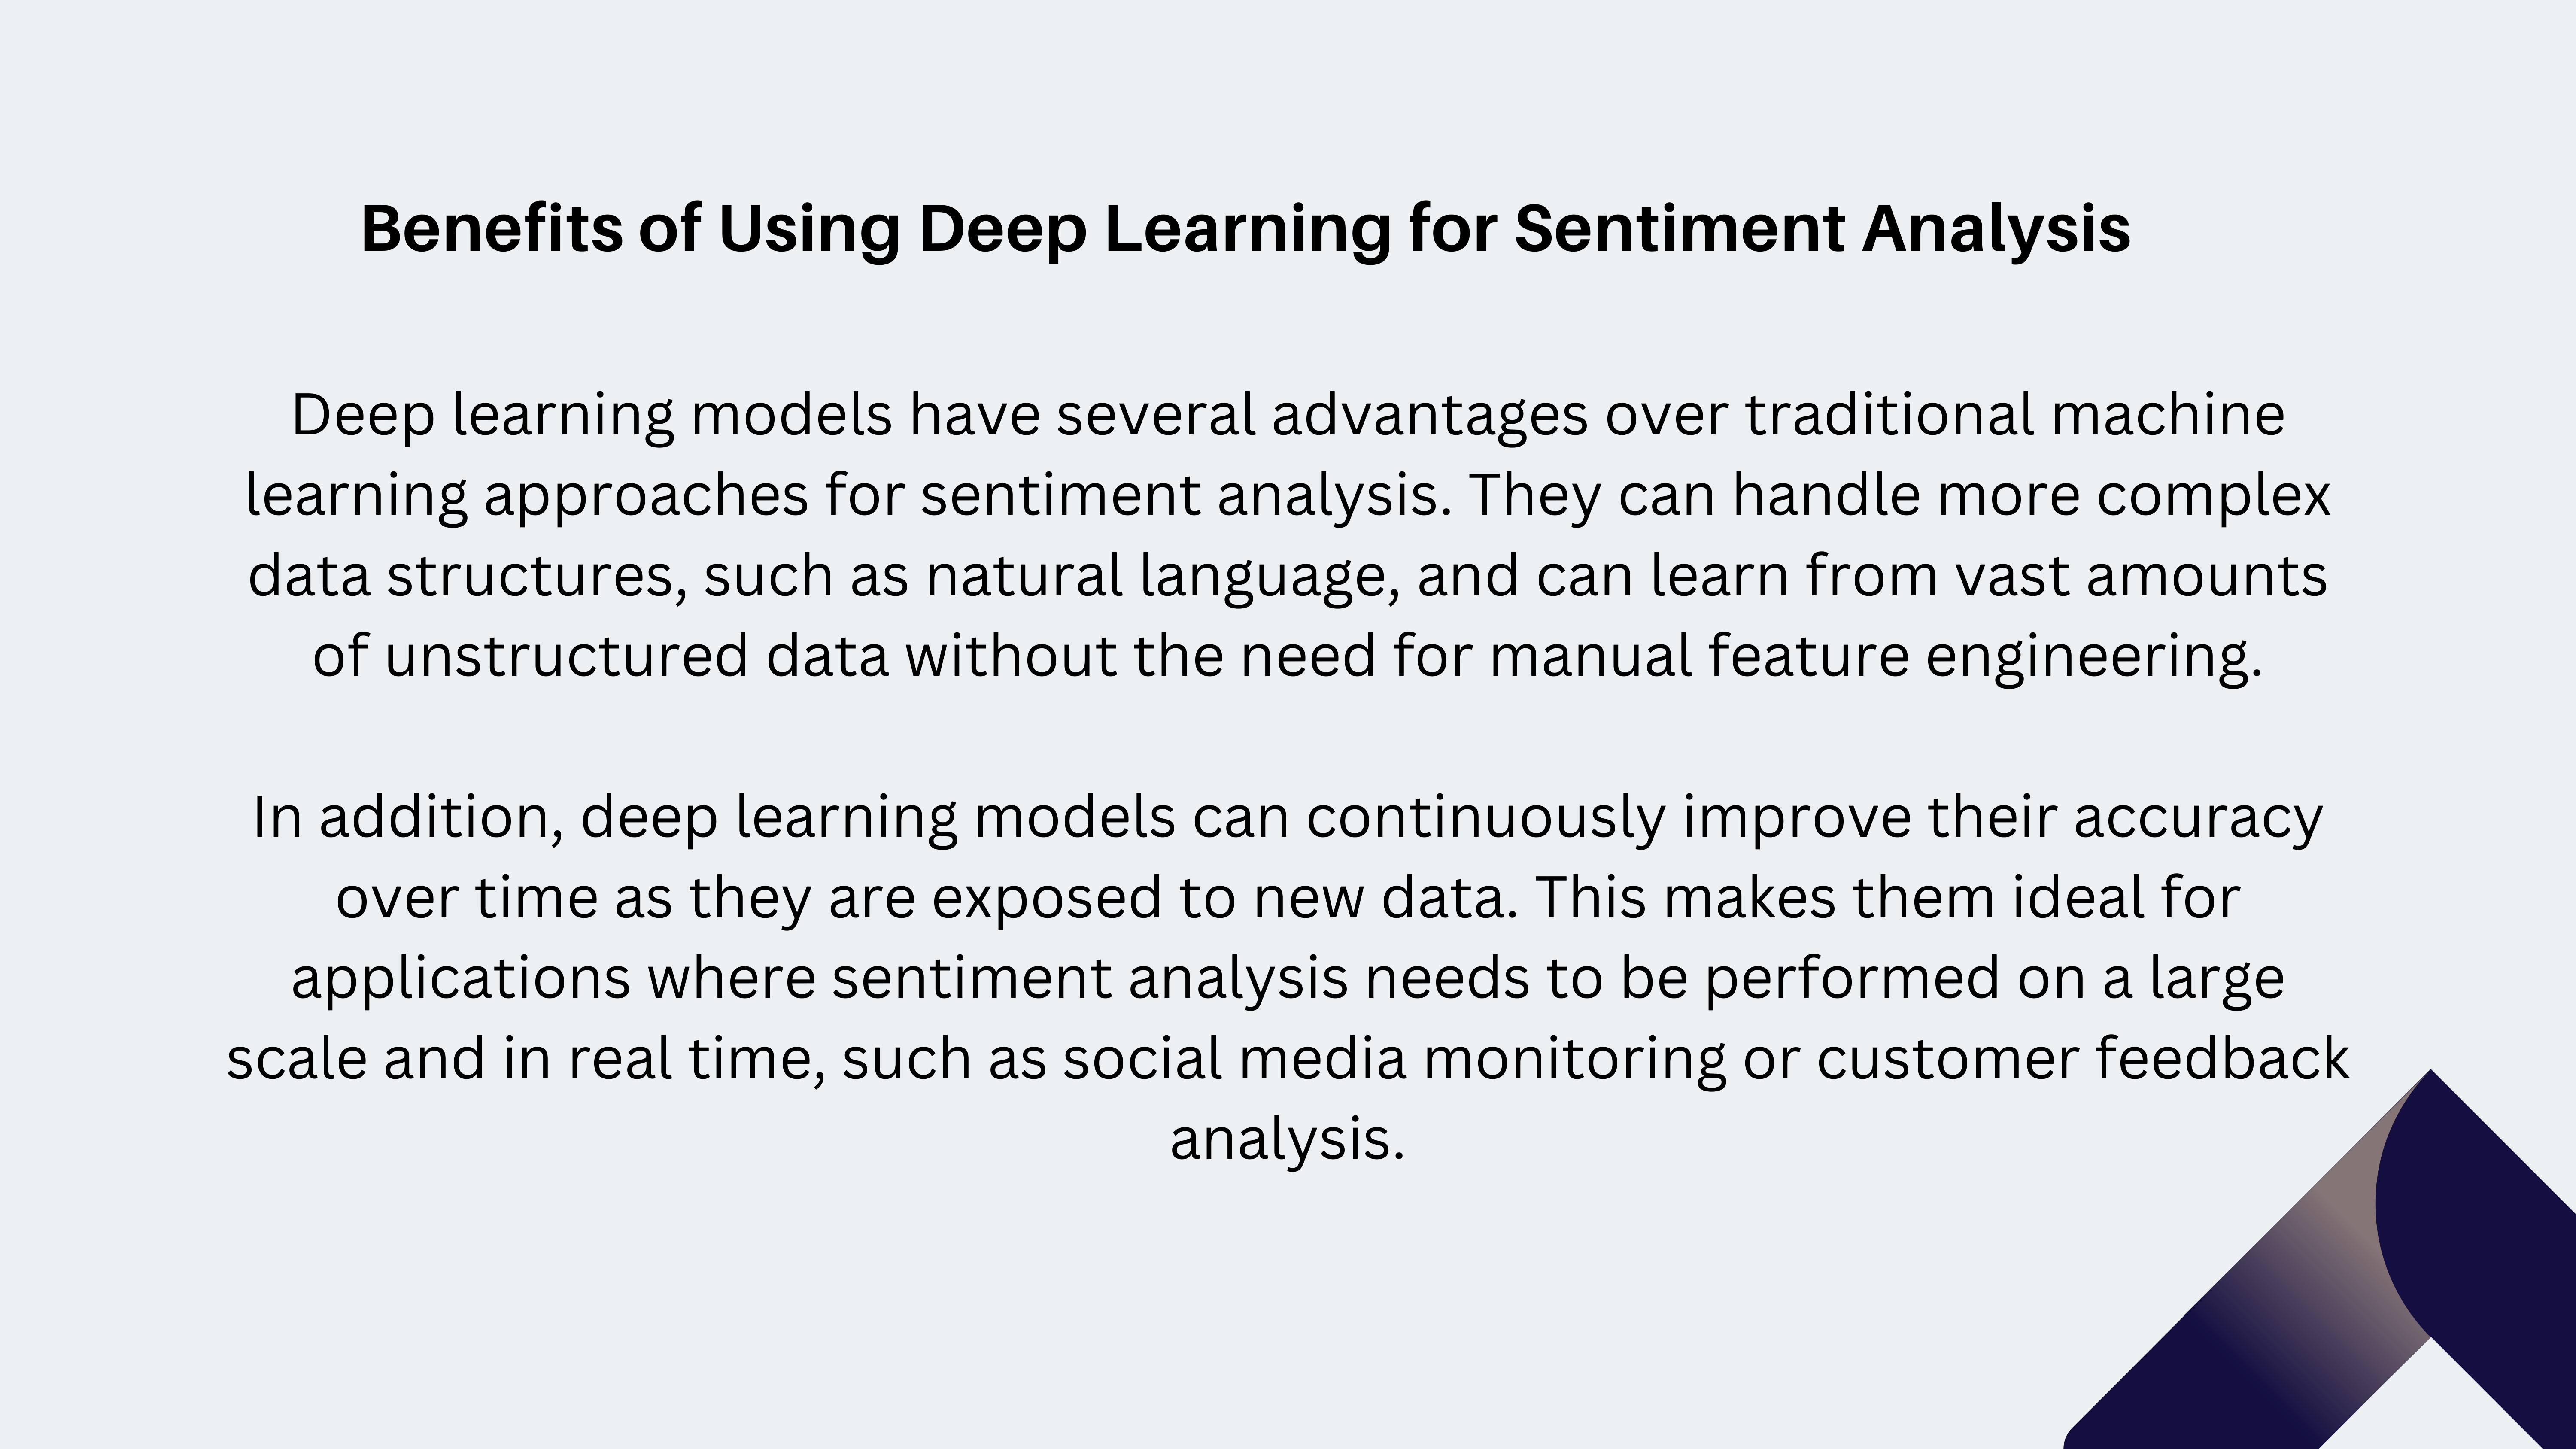 Benefits of Using Deep Learning for Sentiment Analysis
Deep learning models have several advantages over traditional machine
learning approaches for sentiment analysis. They can handle more complex
data structures, such as natural language, and can learn from vast amounts
of unstructured data without the need for manual feature engineering.
In addition, deep learning models can continuously improve their accuracy
over time as they are exposed to new data. This makes them ideal for
applications where sentiment analysis needs to be performed on a large
scale and in real time, such as social media monitoring or customer feedback
analysis.